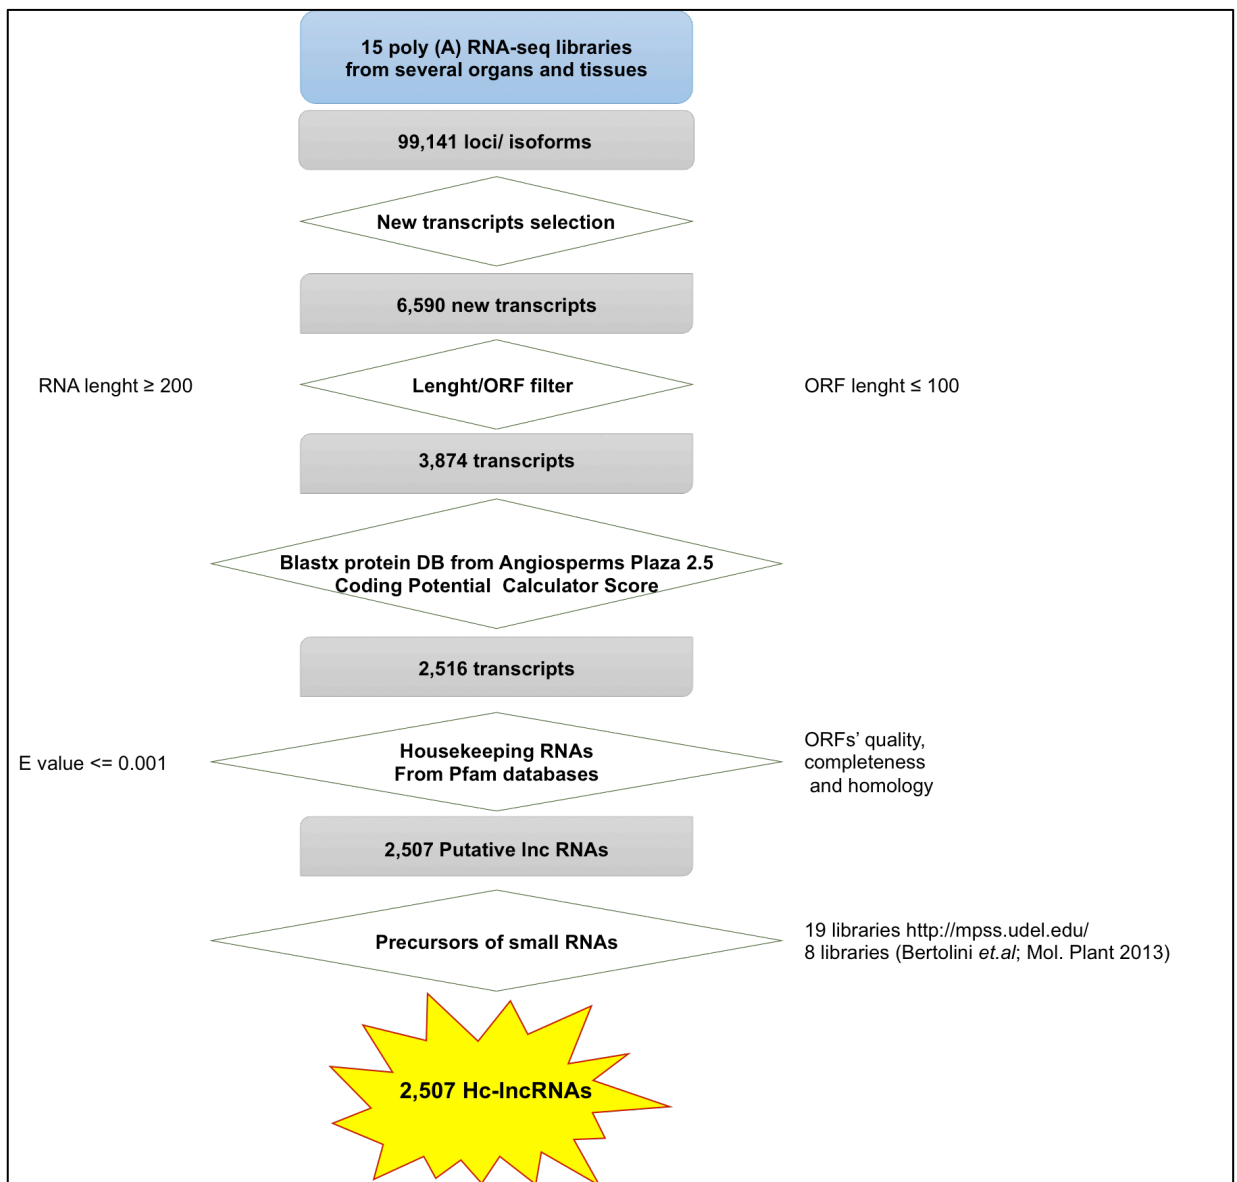 15 poly (A) RNA-seq libraries
from several organs and tissues
99,141 loci/ isoforms
New transcripts selection
6,590 new transcripts
RNA lenght ≥ 200
Lenght/ORF filter
ORF lenght ≤ 100
3,874 transcripts
Blastx protein DB from Angiosperms Plaza 2.5
Coding Potential Calculator Score
2,516 transcripts
E value <= 0.001
Housekeeping RNAs
From Pfam databases
ORFs’ quality,
completeness
and homology
2,507 Putative lnc RNAs
Precursors of small RNAs
19 libraries http://mpss.udel.edu/
8 libraries (Bertolini et.al; Mol. Plant 2013)
2,507 Hc-lncRNAs